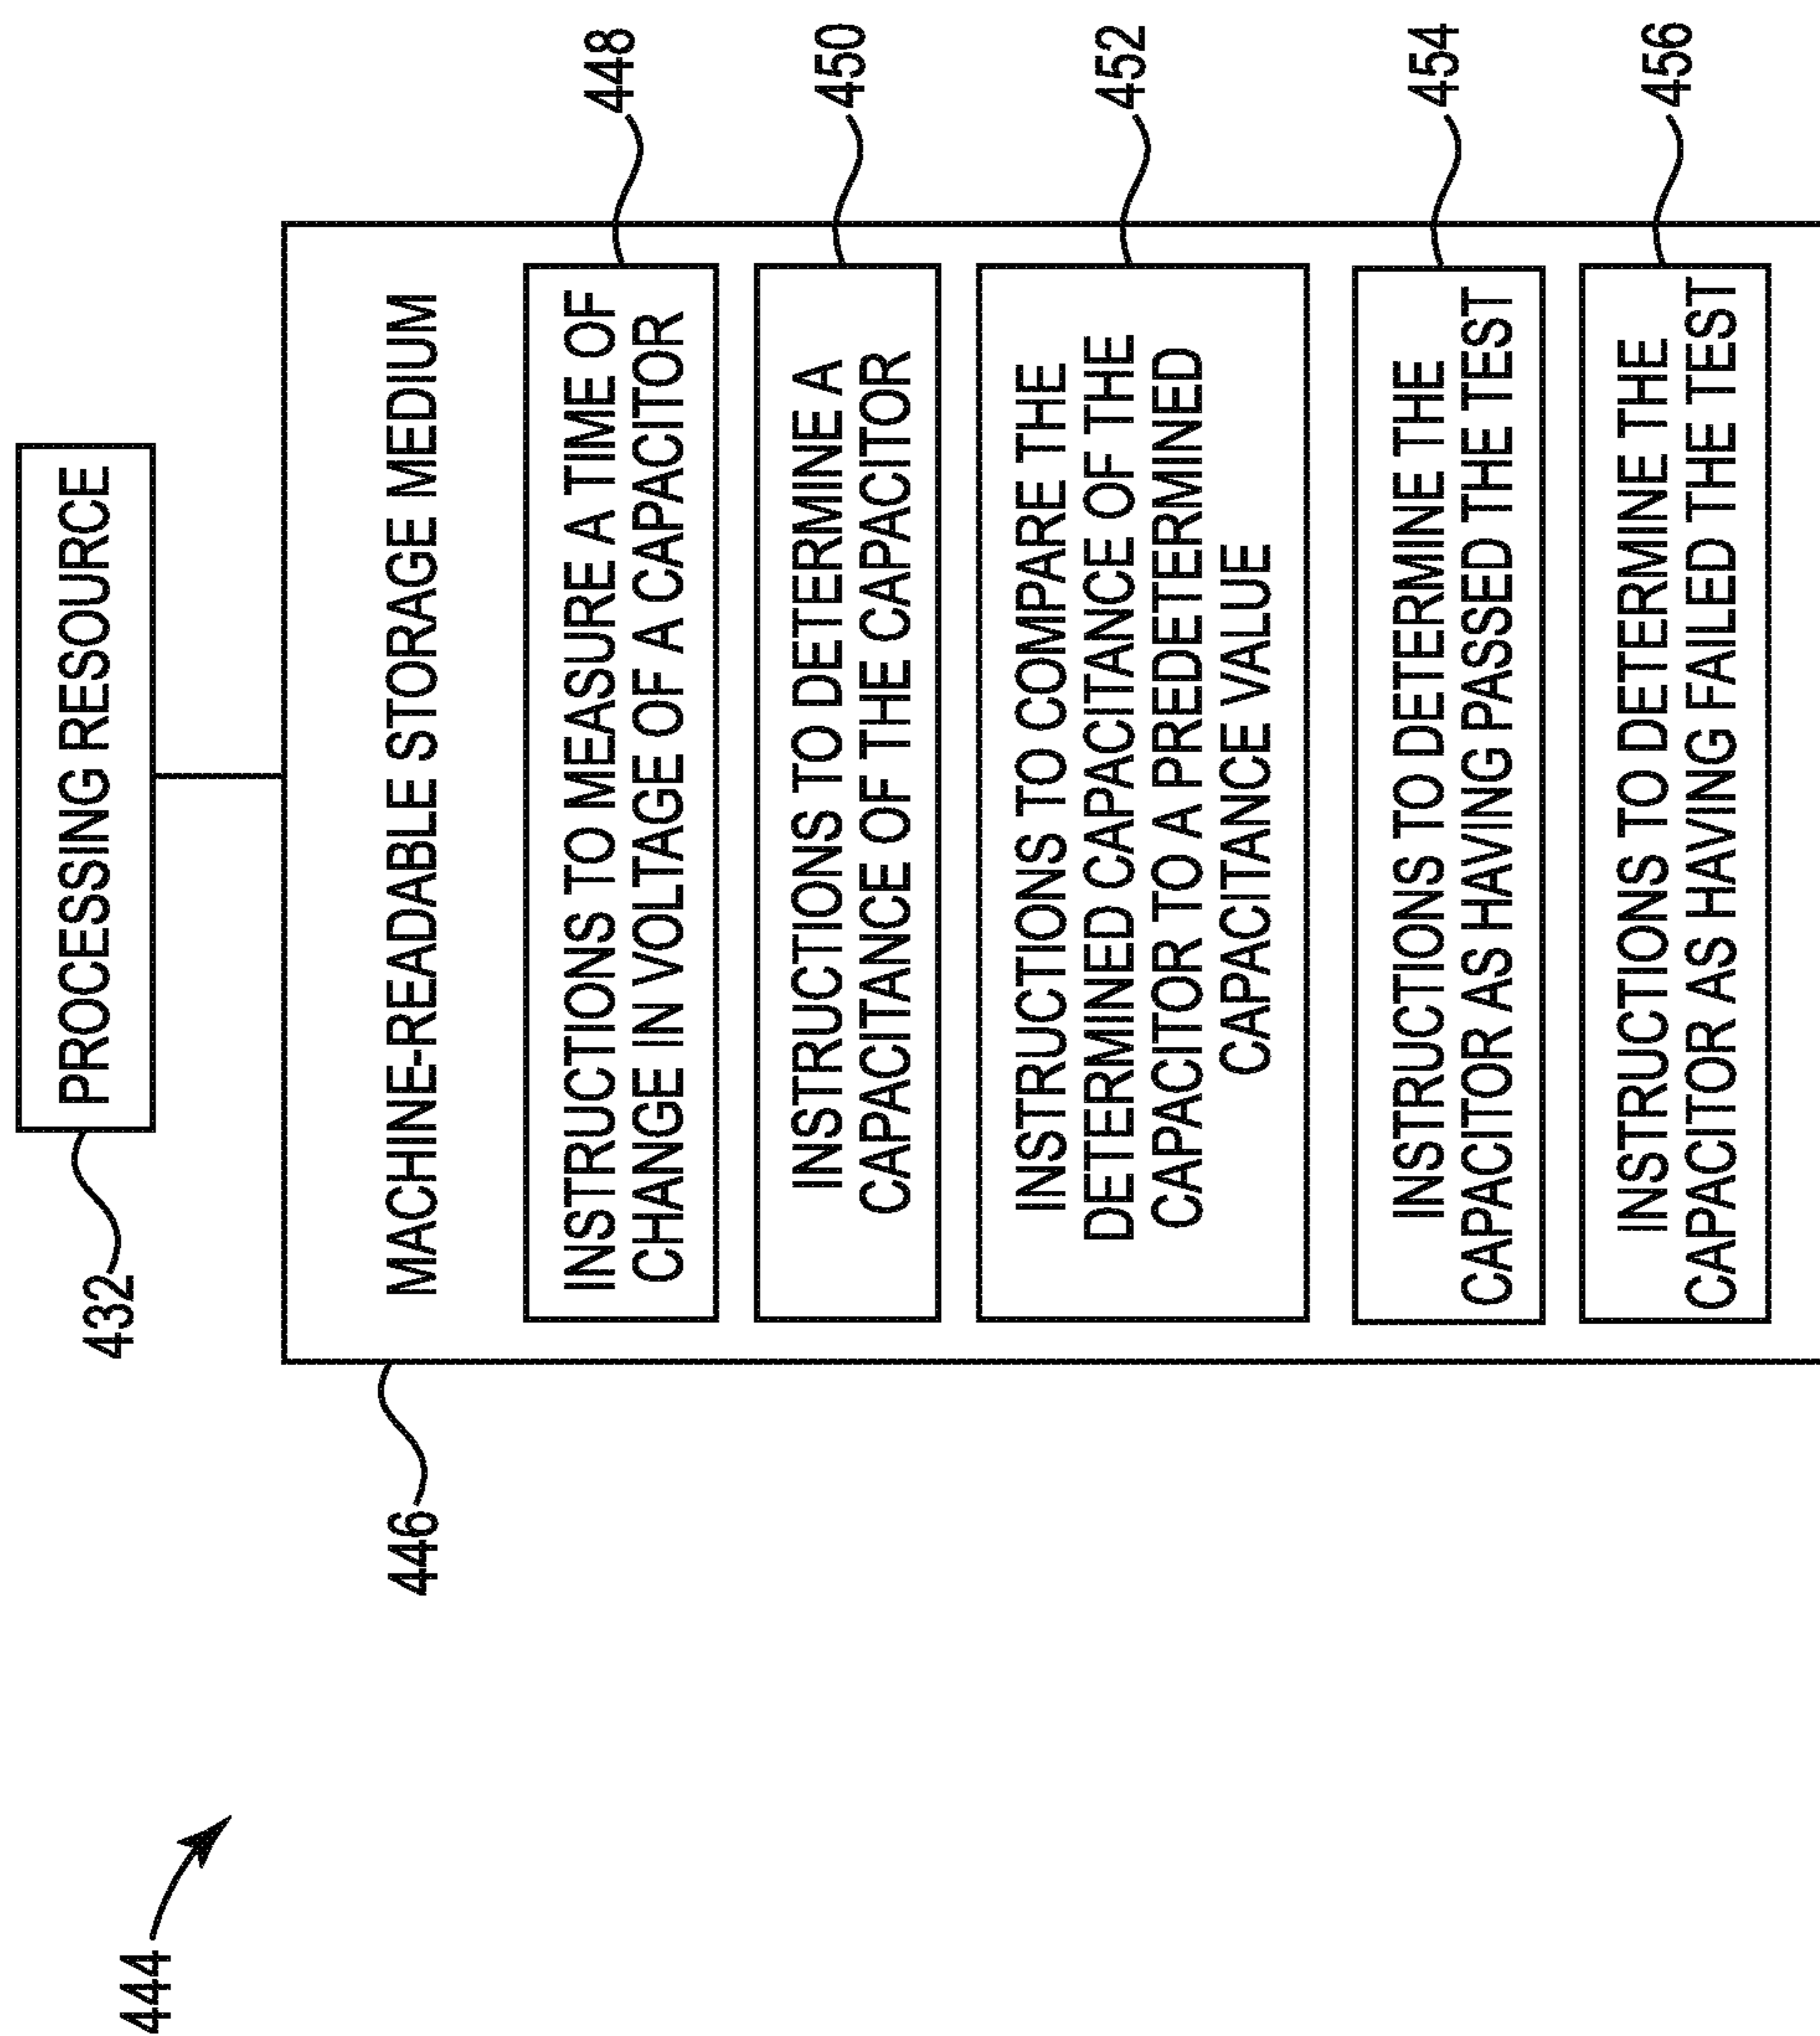 444
432
PROCESSING RESOURCE
446
MACHINE-READABLE STORAGE MEDIUM
INSTRUCTIONS TO MEASURE A TIME OF
CHANGE IN VOLTAGE OF A CAPACITOR
448
INSTRUCTIONS TO DETERMINE A
CAPACITANCE OF THE CAPACITOR
450
INSTRUCTIONS TO COMPARE THE
DETERMINED CAPACITANCE OF THE
CAPACITOR TO A PREDETERMINED
CAPACITANCE VALUE
452
INSTRUCTIONS TO DETERMINE THE
CAPACITOR AS HAVING PASSED THE TEST
454
INSTRUCTIONS TO DETERMINE THE
CAPACITOR AS HAVING FAILED THE TEST
456